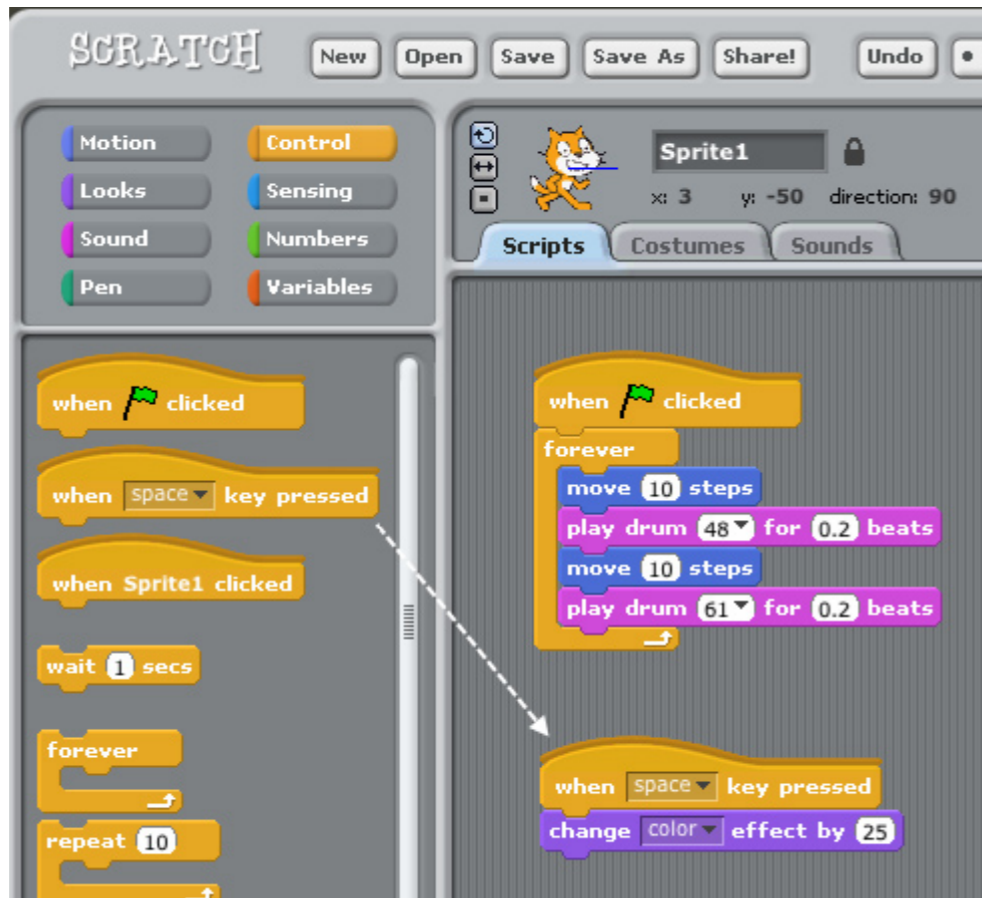 SCRATCH New Open Save Save As Share! Undo
Motion Control
Looks Sensing
Sound Numbers
Pen Variables
Sprite1
x: 3 y: -50 direction: 90
Scripts Costumes Sounds
when clicked
when space key pressed
when Sprite1 clicked
wait 1 secs
forever
repeat 10
when clicked
forever
move 10 steps
play drum 48 for 0.2 beats
move 10 steps
play drum 61 for 0.2 beats
when space key pressed
change color effect by 25